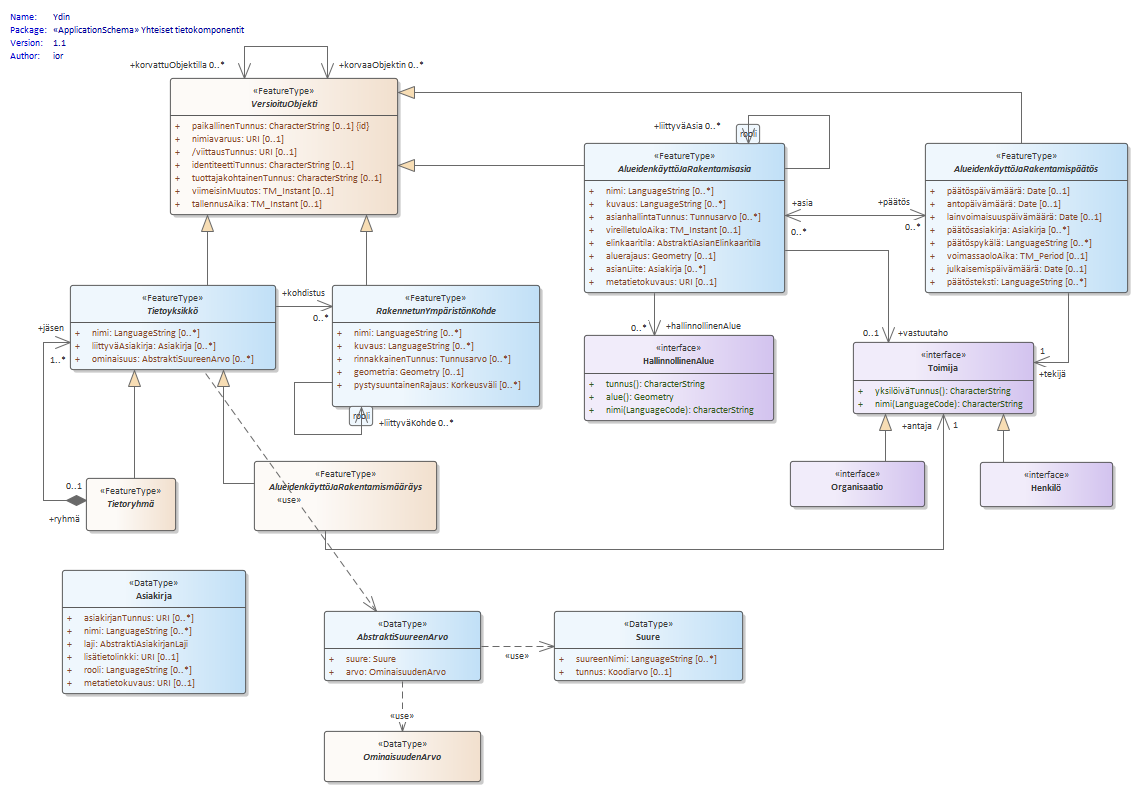 Name: Ydin
Package: «ApplicationSchema» Yhteiset tietokomponentit
Version: 1.1
Author: ior
+korvattuObjektilla 0..*
+korvaaObjektin 0..*
«FeatureType»
VersioituObjekti
+ paikallinenTunnus: CharacterString [0..1] {id}
+ nimiavaruus: URI [0..1]
+ /viittausTunnus: URI [0..1]
+ identiteettiTunnus: CharacterString [0..1]
+ tuottajakohtainenTunnus: CharacterString [0..1]
+ viimeisinMuutos: TM_Instant [0..1]
+ tallennusAika: TM_Instant [0..1]
+liittyväAsia 0..*
rooli
«FeatureType»
AlueidenkäyttöJaRakentamisasia
+ nimi: LanguageString [0..*]
+ kuvaus: LanguageString [0..*]
+ asianhallintaTunnus: Tunnusarvo [0..*]
+ vireilletuloAika: TM_Instant [0..1]
+ elinkaaritila: AbstraktiAsianElinkaaritila
+ aluerajaus: Geometry [0..1]
+ asianLiite: Asiakirja [0..*]
+ metatietokuvaus: URI [0..1]
+asia
0..*
+päätös
0..*
«FeatureType»
AlueidenkäyttöJaRakentamispäätös
+ päätöspäivämäärä: Date [0..1]
+ antopäivämäärä: Date [0..1]
+ lainvoimaisuuspäivämäärä: Date [0..1]
+ päätösasiakirja: Asiakirja [0..*]
+ päätöspykälä: LanguageString [0..*]
+ voimassaoloAika: TM_Period [0..1]
+ julkaisemispäivämäärä: Date [0..1]
+ päätösteksti: LanguageString [0..*]
«FeatureType»
Tietoyksikkö
+ nimi: LanguageString [0..*]
+ liittyväAsiakirja: Asiakirja [0..*]
+ ominaisuus: AbstraktiSuureenArvo [0..*]
+kohdistus
0..*
«FeatureType»
RakennetunYmpäristönKohde
+ nimi: LanguageString [0..*]
+ kuvaus: LanguageString [0..*]
+ rinnakkainenTunnus: Tunnusarvo [0..*]
+ geometria: Geometry [0..1]
+ pystysuuntainenRajaus: Korkeusväli [0..*]
rooli
+liittyväKohde 0..*
+jäsen
1..*
0..*
+hallinnollinenAlue
«interface»
HallinnollinenAlue
+ tunnus(): CharacterString
+ alue(): Geometry
+ nimi(LanguageCode): CharacterString
0..1
+vastuutaho
1
+tekijä
«interface»
Toimija
+ yksilöiväTunnus(): CharacterString
+ nimi(LanguageCode): CharacterString
+antaja
1
«interface»
Organisaatio
«interface»
Henkilö
0..1
+ryhmä
«FeatureType»
Tietoryhmä
«FeatureType»
AlueidenkäyttöJaRakentamismääräys
«use»
«DataType»
Asiakirja
+ asiakirjanTunnus: URI [0..*]
+ nimi: LanguageString [0..*]
+ laji: AbstraktiAsiakirjanLaji
+ lisätietolinkki: URI [0..1]
+ rooli: LanguageString [0..*]
+ metatietokuvaus: URI [0..1]
«DataType»
AbstraktiSuureenArvo
+ suure: Suure
+ arvo: OminaisuudenArvo
«use»
«DataType»
Suure
+ suureenNimi: LanguageString [0..*]
+ tunnus: Koodiarvo [0..1]
«use»
«DataType»
OminaisuudenArvo